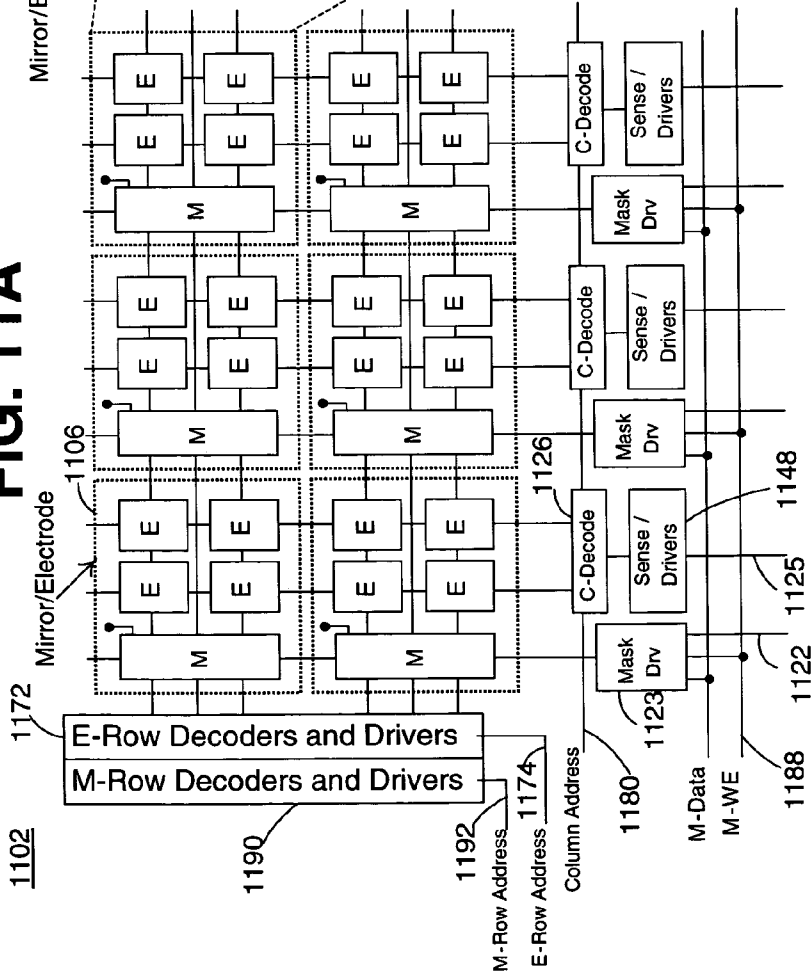 FIG. 11A
Mirror/E
1102
1172
Mirror/Electrode
1106
E E E E E E
M M M
E E E E E E
E E E E E E
M M M
E E E E E E
E-Row Decoders and Drivers
M-Row Decoders and Drivers
1190
1192
M-Row Address
1174
E-Row Address
Column Address
1180
1126
C-Decode
C-Decode
C-Decode
Sense / Drivers
Sense / Drivers
Sense / Drivers
1148
1125
Mask Drv
Mask Drv
Mask Drv
1123
1122
M-Data
M-WE
1188